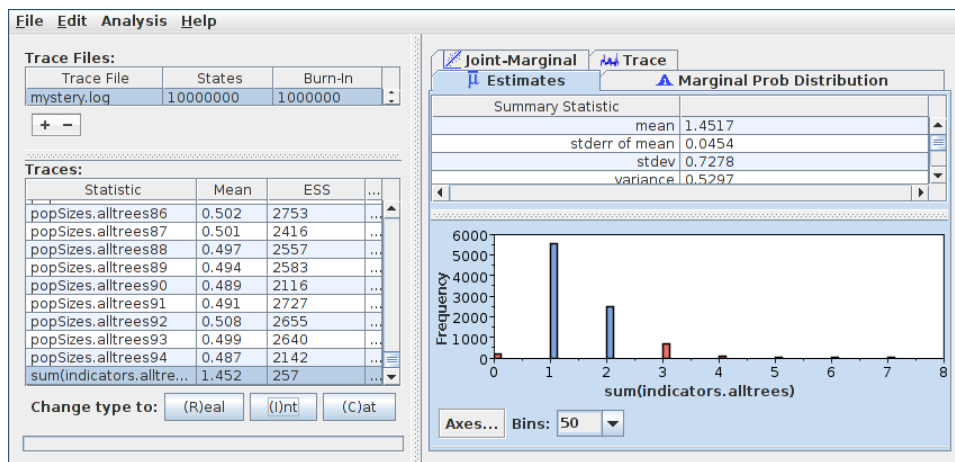 File Edit Analysis Help
Trace Files:
Trace File States Burn-In
mystery.log 10000000 1000000
+ -
Traces:
Statistic Mean ESS ...
popSizes.alltrees86 0.502 2753 ...
popSizes.alltrees87 0.501 2416 ...
popSizes.alltrees88 0.497 2557 ...
popSizes.alltrees89 0.494 2583 ...
popSizes.alltrees90 0.489 2116 ...
popSizes.alltrees91 0.491 2727 ...
popSizes.alltrees92 0.508 2655 ...
popSizes.alltrees93 0.499 2640 ...
popSizes.alltrees94 0.487 2142 ...
sum(indicators.alltre... 1.452 257 ...
Change type to: (R)eal (I)nt (C)at
Joint-Marginal Trace
μ Estimates Marginal Prob Distribution
Summary Statistic
mean 1.4517
stderr of mean 0.0454
stdev 0.7278
variance 0.5297
Frequency
6000
5000
4000
3000
2000
1000
0
0 1 2 3 4 5 6 7 8
sum(indicators.alltrees)
Axes... Bins: 50